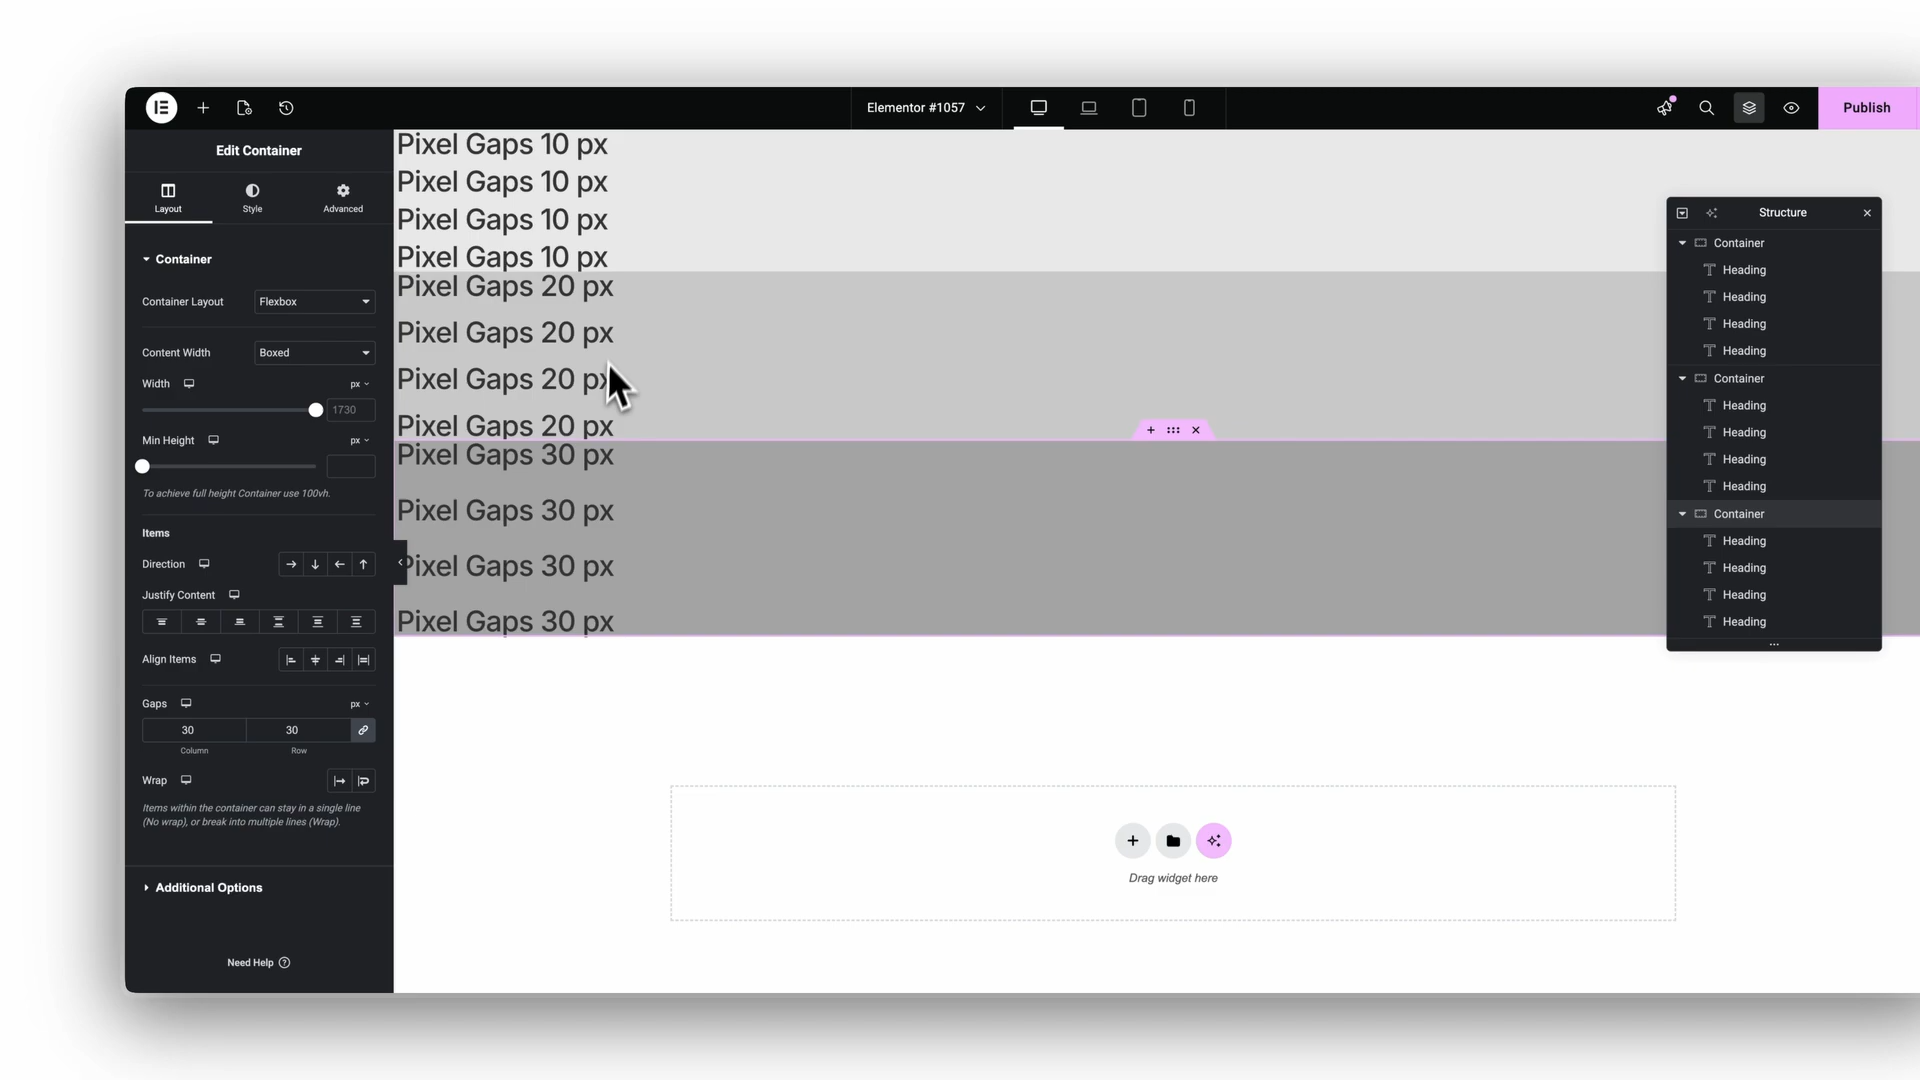 Elementor #1057
Publish
Edit Container
Layout
Style
Advanced
Container
Container Layout
Flexbox
Content Width
Boxed
Width
px
1730
Min Height
px
To achieve full height Container use 100vh.
Items
Direction
Justify Content
Align Items
Gaps
px
30
30
Column
Row
Wrap
Items within the container can stay in a single line
(No wrap), or break into multiple lines (Wrap).
Additional Options
Need Help
Pixel Gaps 10 px
Pixel Gaps 10 px
Pixel Gaps 10 px
Pixel Gaps 10 px
Pixel Gaps 20 px
Pixel Gaps 20 px
Pixel Gaps 20 px
Pixel Gaps 20 px
Pixel Gaps 30 px
Pixel Gaps 30 px
Pixel Gaps 30 px
Pixel Gaps 30 px
Drag widget here
Structure
Container
Heading
Heading
Heading
Heading
Container
Heading
Heading
Heading
Heading
Container
Heading
Heading
Heading
Heading